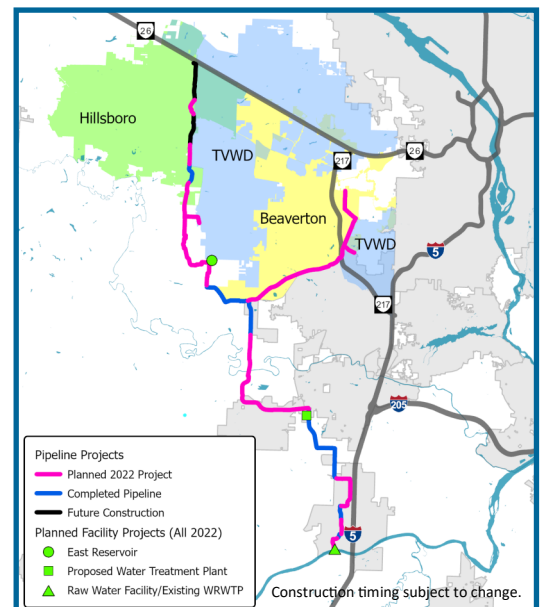 26
Hillsboro
TVWD
217
26
Beaverton
TVWD
5
217
205
5
Pipeline Projects
Planned 2022 Project
Completed Pipeline
Future Construction
Planned Facility Projects (All 2022)
East Reservoir
Proposed Water Treatment Plant
Raw Water Facility/Existing WRWTP
Construction timing subject to change.